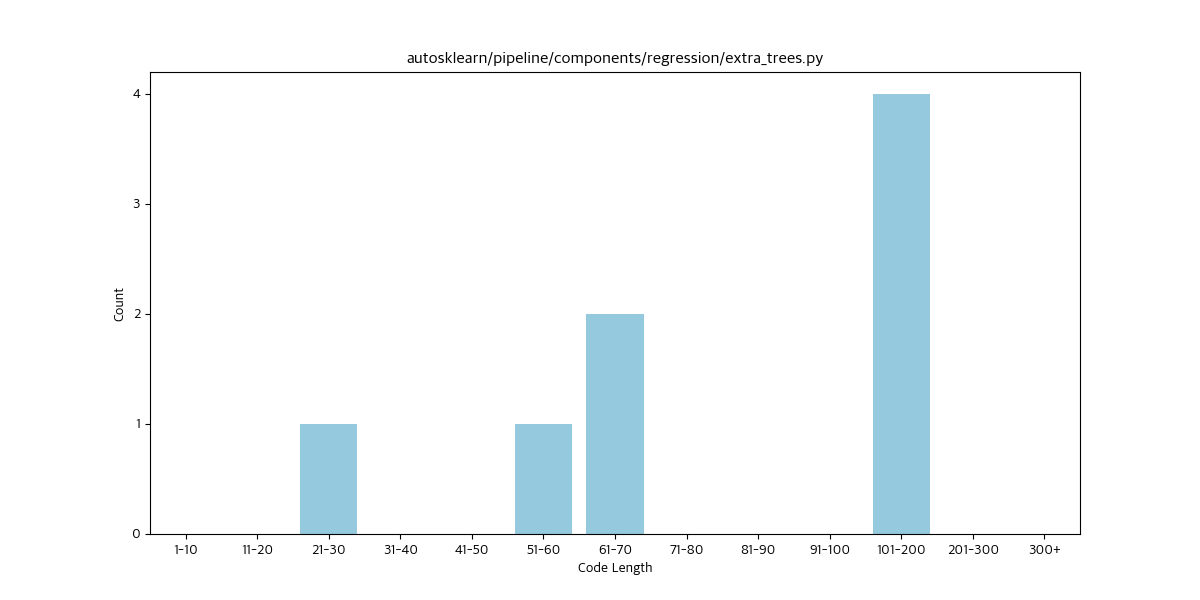 autosklearn/pipeline/components/regression/extra_trees.py
4
3
2
1
0
Count
1-10 11-20 21-30 31-40 41-50 51-60 61-70 71-80 81-90 91-100 101-200 201-300 300+
Code Length